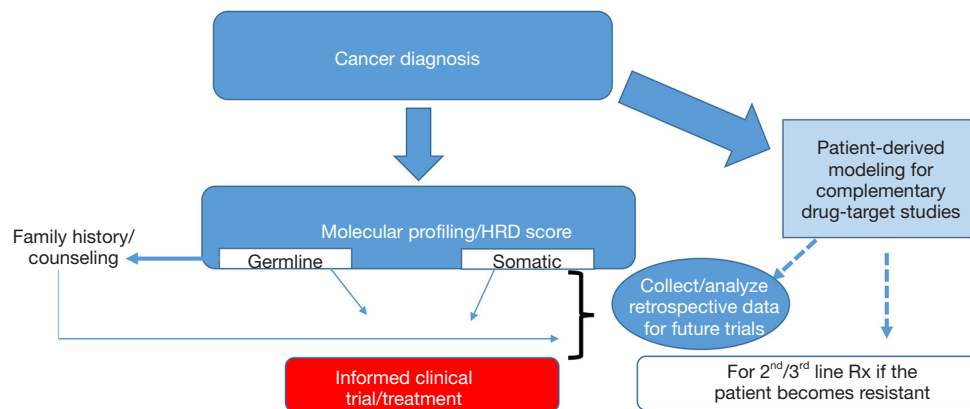 Cancer diagnosis
Patient-derived
modeling for
complementary
drug-target studies
Molecular profiling/HRD score
Family history/
counseling
Germline
Somatic
Collect/analyze
retrospective data
for future trials
Informed clinical
trial/treatment
For 2nd/3rd line Rx if the
patient becomes resistant